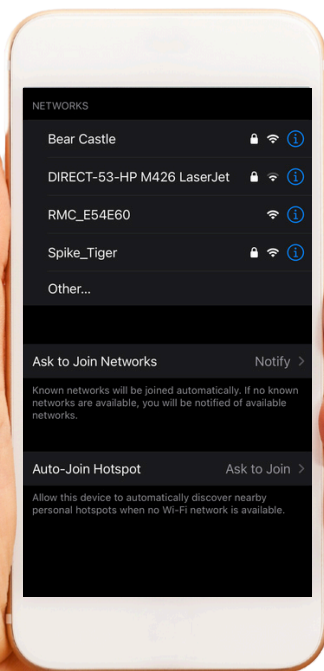 NETWORKS
Bear Castle
DIRECT-53-HP M426 LaserJet
RMC_E54E60
Spike_Tiger
Other...
Ask to Join Networks Notify >
Known networks will be joined automatically. If no known
networks are available, you will be notified of available
networks.
Auto-Join Hotspot Ask to Join >
Allow this device to automatically discover nearby
personal hotspots when no Wi-Fi network is available.